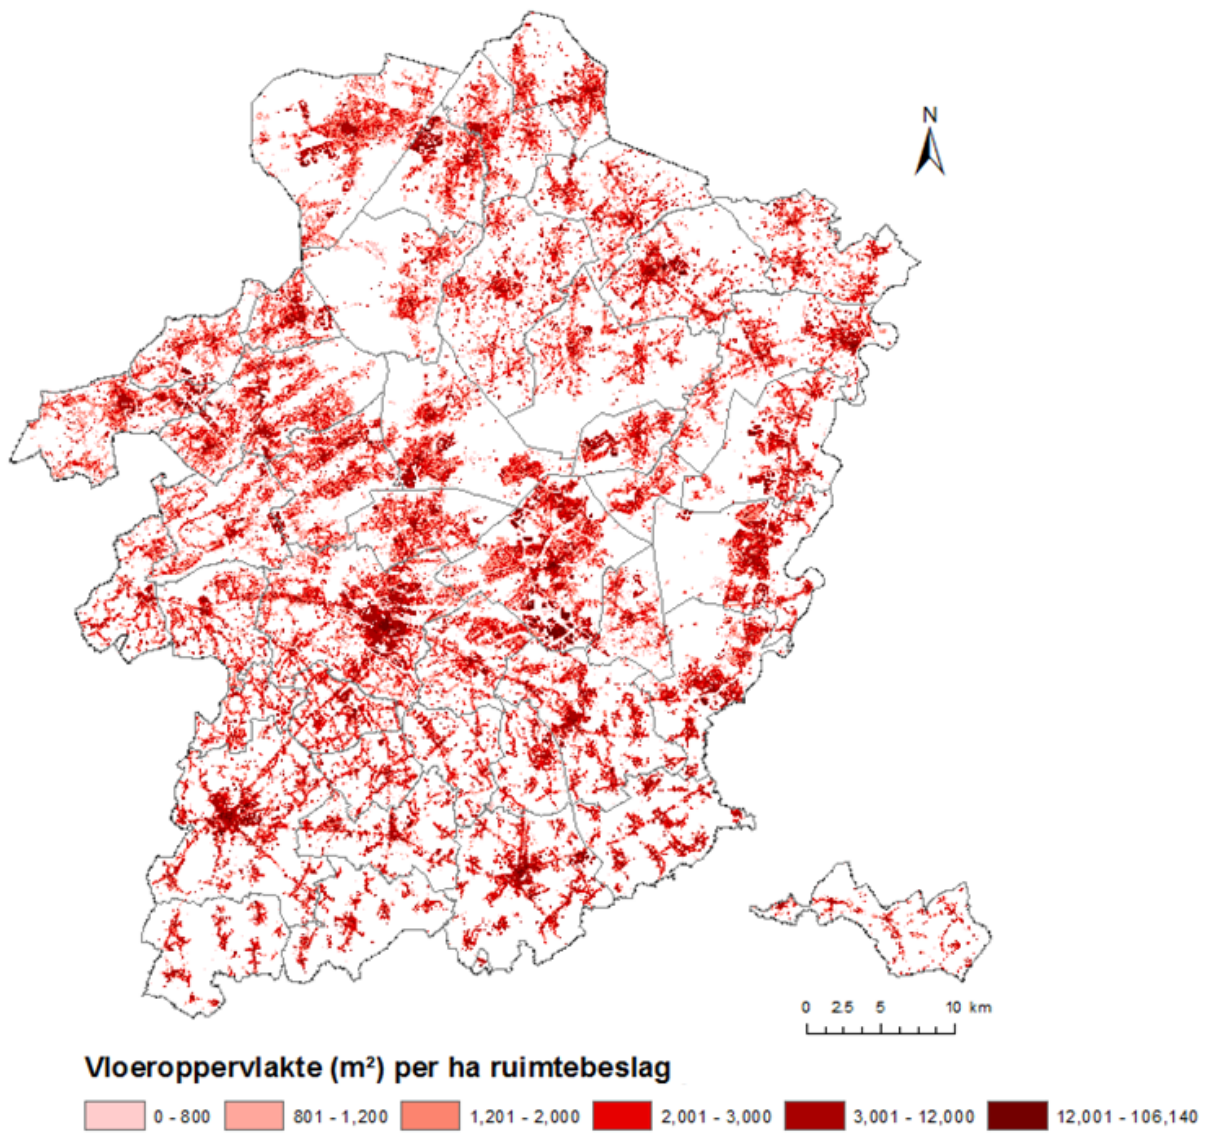 N
0 2.5 5 10 km
Vloeroppervlakte (m²) per ha ruimtebeslag
0 - 800 801 - 1,200 1,201 - 2,000 2,001 - 3,000 3,001 - 12,000 12,001 - 106,140